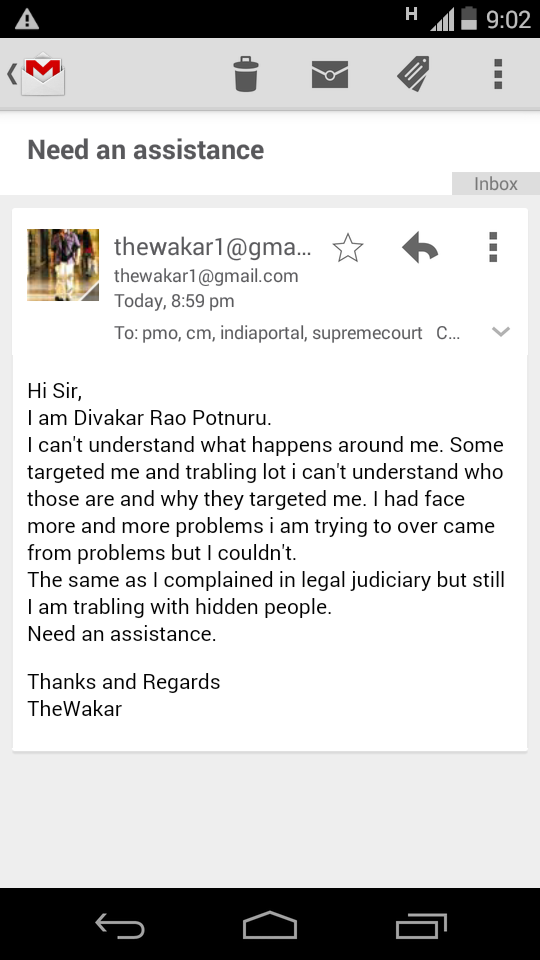 H 9:02
Need an assistance
Inbox
thewakar1@gma...
thewakar1@gmail.com
Today, 8:59 pm
To: pmo, cm, indiaportal, supremecourt C...
Hi Sir,
I am Divakar Rao Potnuru.
I can't understand what happens around me. Some
targeted me and trabling lot i can't understand who
those are and why they targeted me. I had face
more and more problems i am trying to over came
from problems but I couldn't.
The same as I complained in legal judiciary but still
I am trabling with hidden people.
Need an assistance.
Thanks and Regards
TheWakar